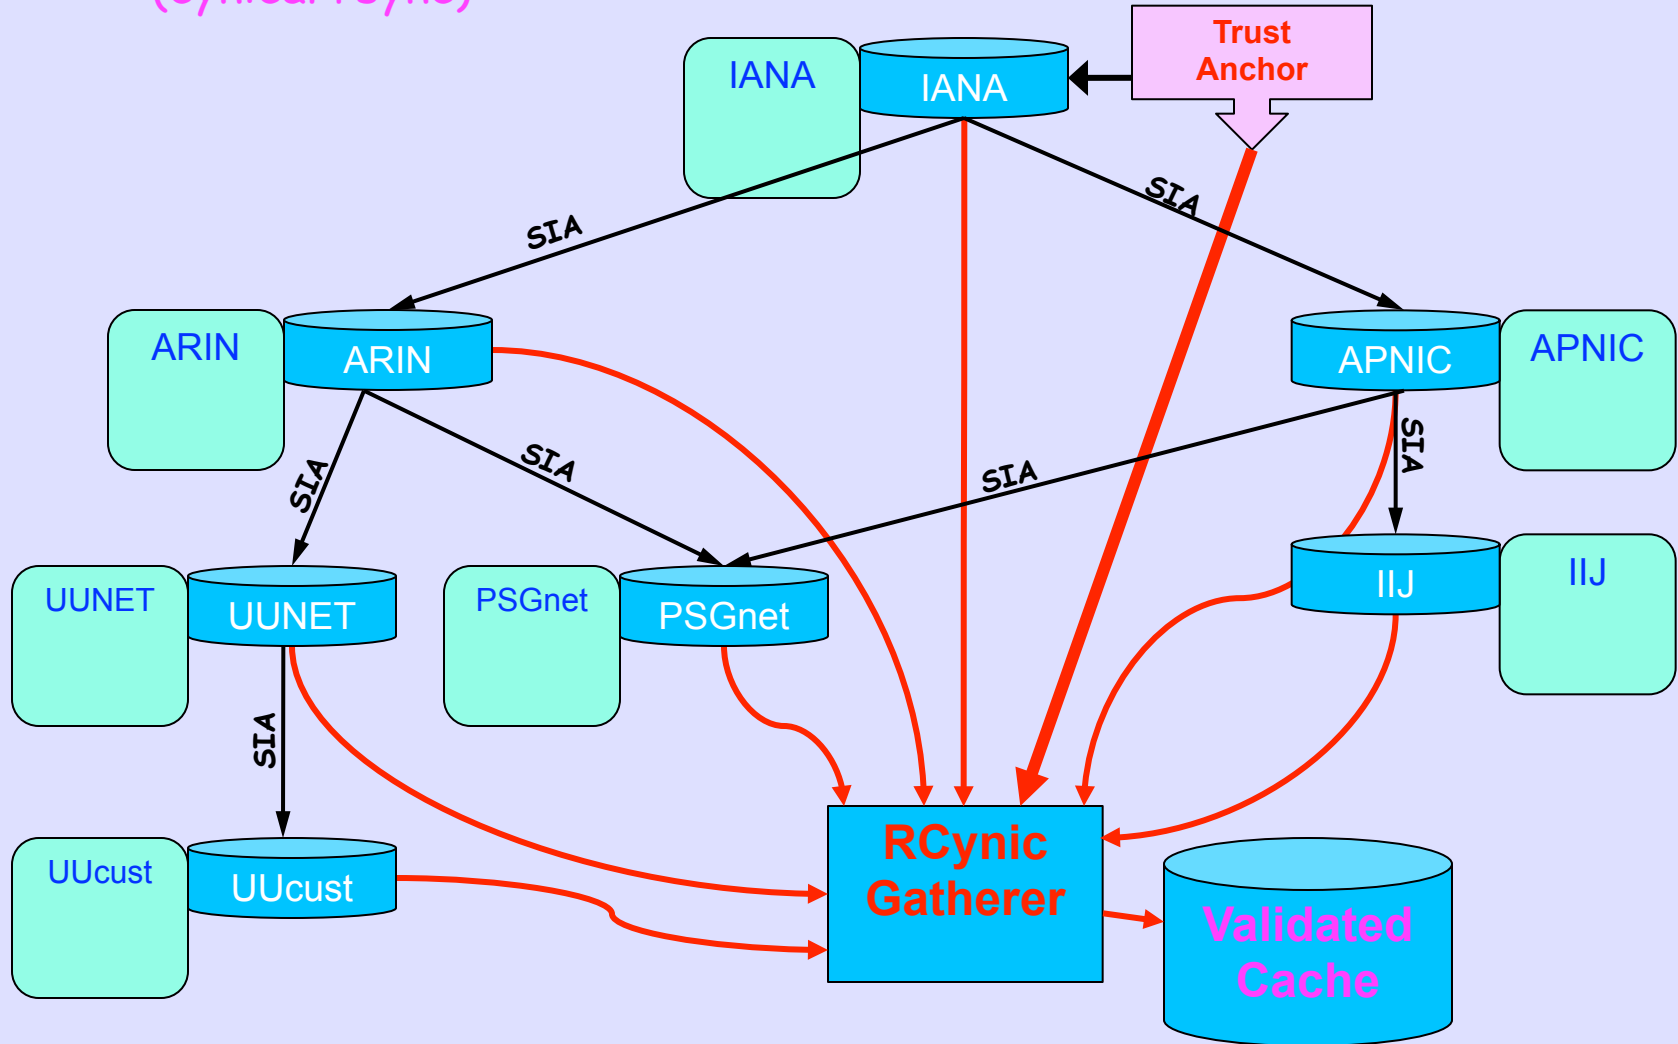 Trust
Anchor
IANA
IANA
SIA
SIA
ARIN
ARIN
APNIC
APNIC
SIA
SIA
SIA
SIA
UUNET
UUNET
PSGnet
PSGnet
IIJ
IIJ
SIA
UUcust
UUcust
RCynic
Gatherer
Validated
Cache